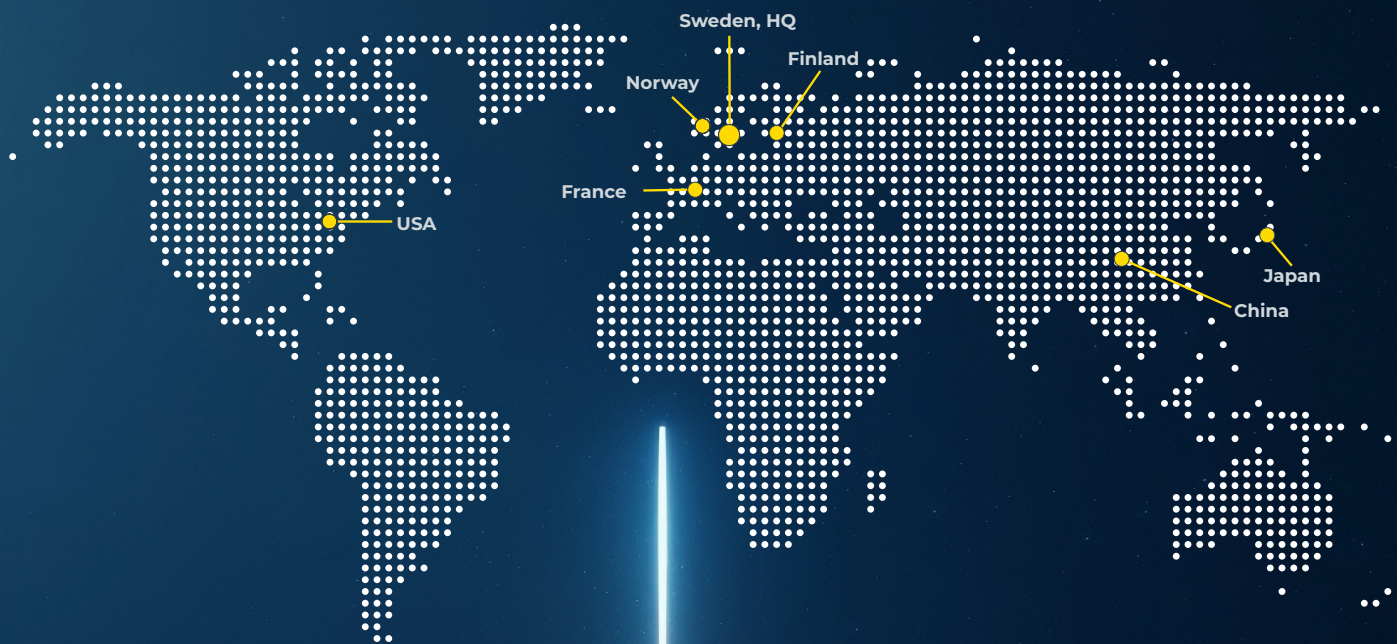 Sweden, HQ
Finland
Norway
France
USA
Japan
China